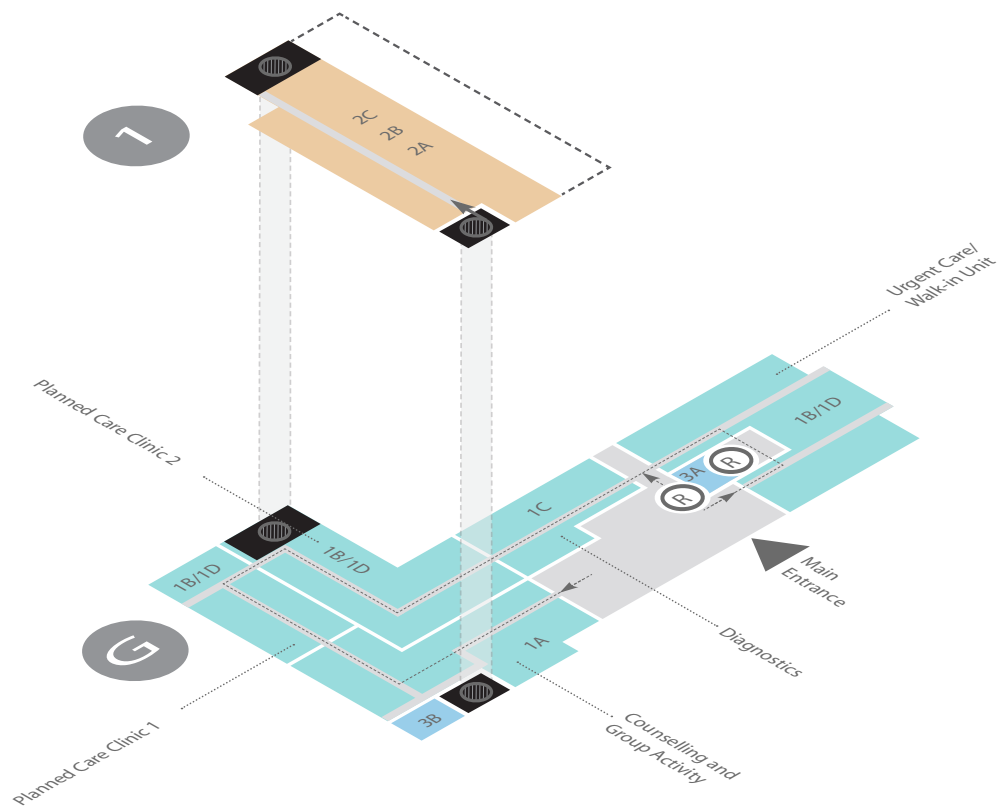 1
2C
2B
2A
Urgent Care/
Walk-in Unit
Planned Care Clinic 2
1B/1D
R
3A
R
1C
1B/1D
1B/1D
Main
Entrance
G
1A
Diagnostics
3B
Planned Care Clinic 1
Counselling and
Group Activity